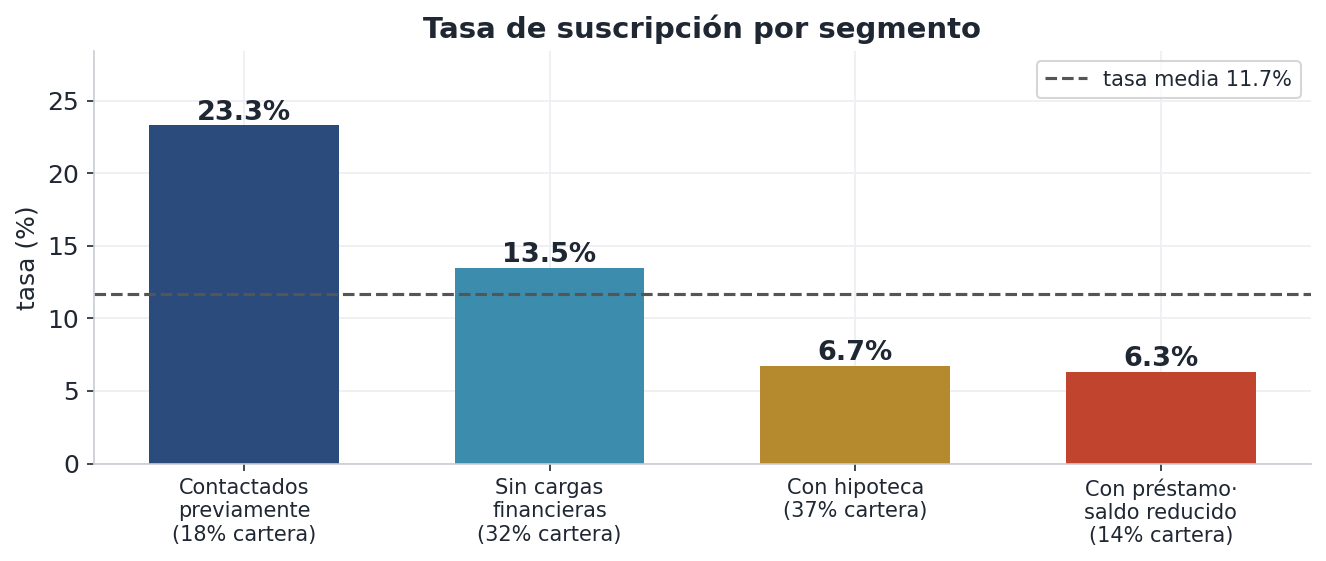 Tasa de suscripción por segmento
tasa media 11.7%
tasa (%)
25
20
15
10
5
0
23.3%
13.5%
6.7%
6.3%
Contactados
previamente
(18% cartera)
Sin cargas
financieras
(32% cartera)
Con hipoteca
(37% cartera)
Con préstamo·
saldo reducido
(14% cartera)